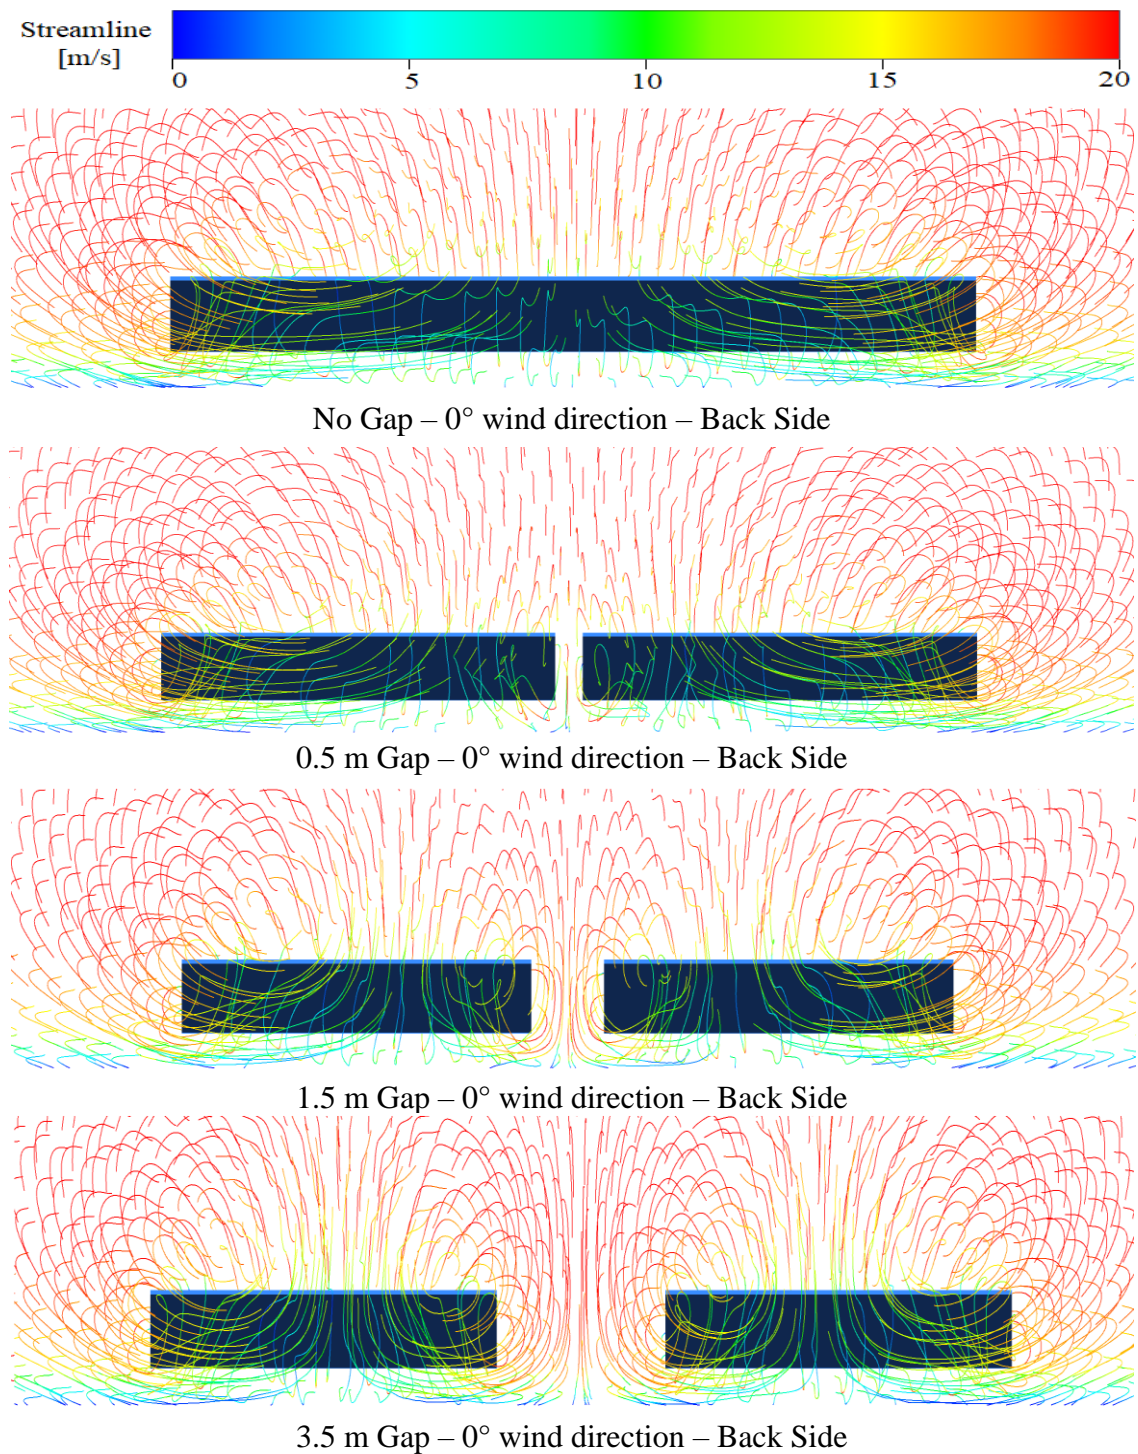 Streamline
[m/s]
0 5 10 15 20
No Gap – 0° wind direction – Back Side
0.5 m Gap – 0° wind direction – Back Side
1.5 m Gap – 0° wind direction – Back Side
3.5 m Gap – 0° wind direction – Back Side